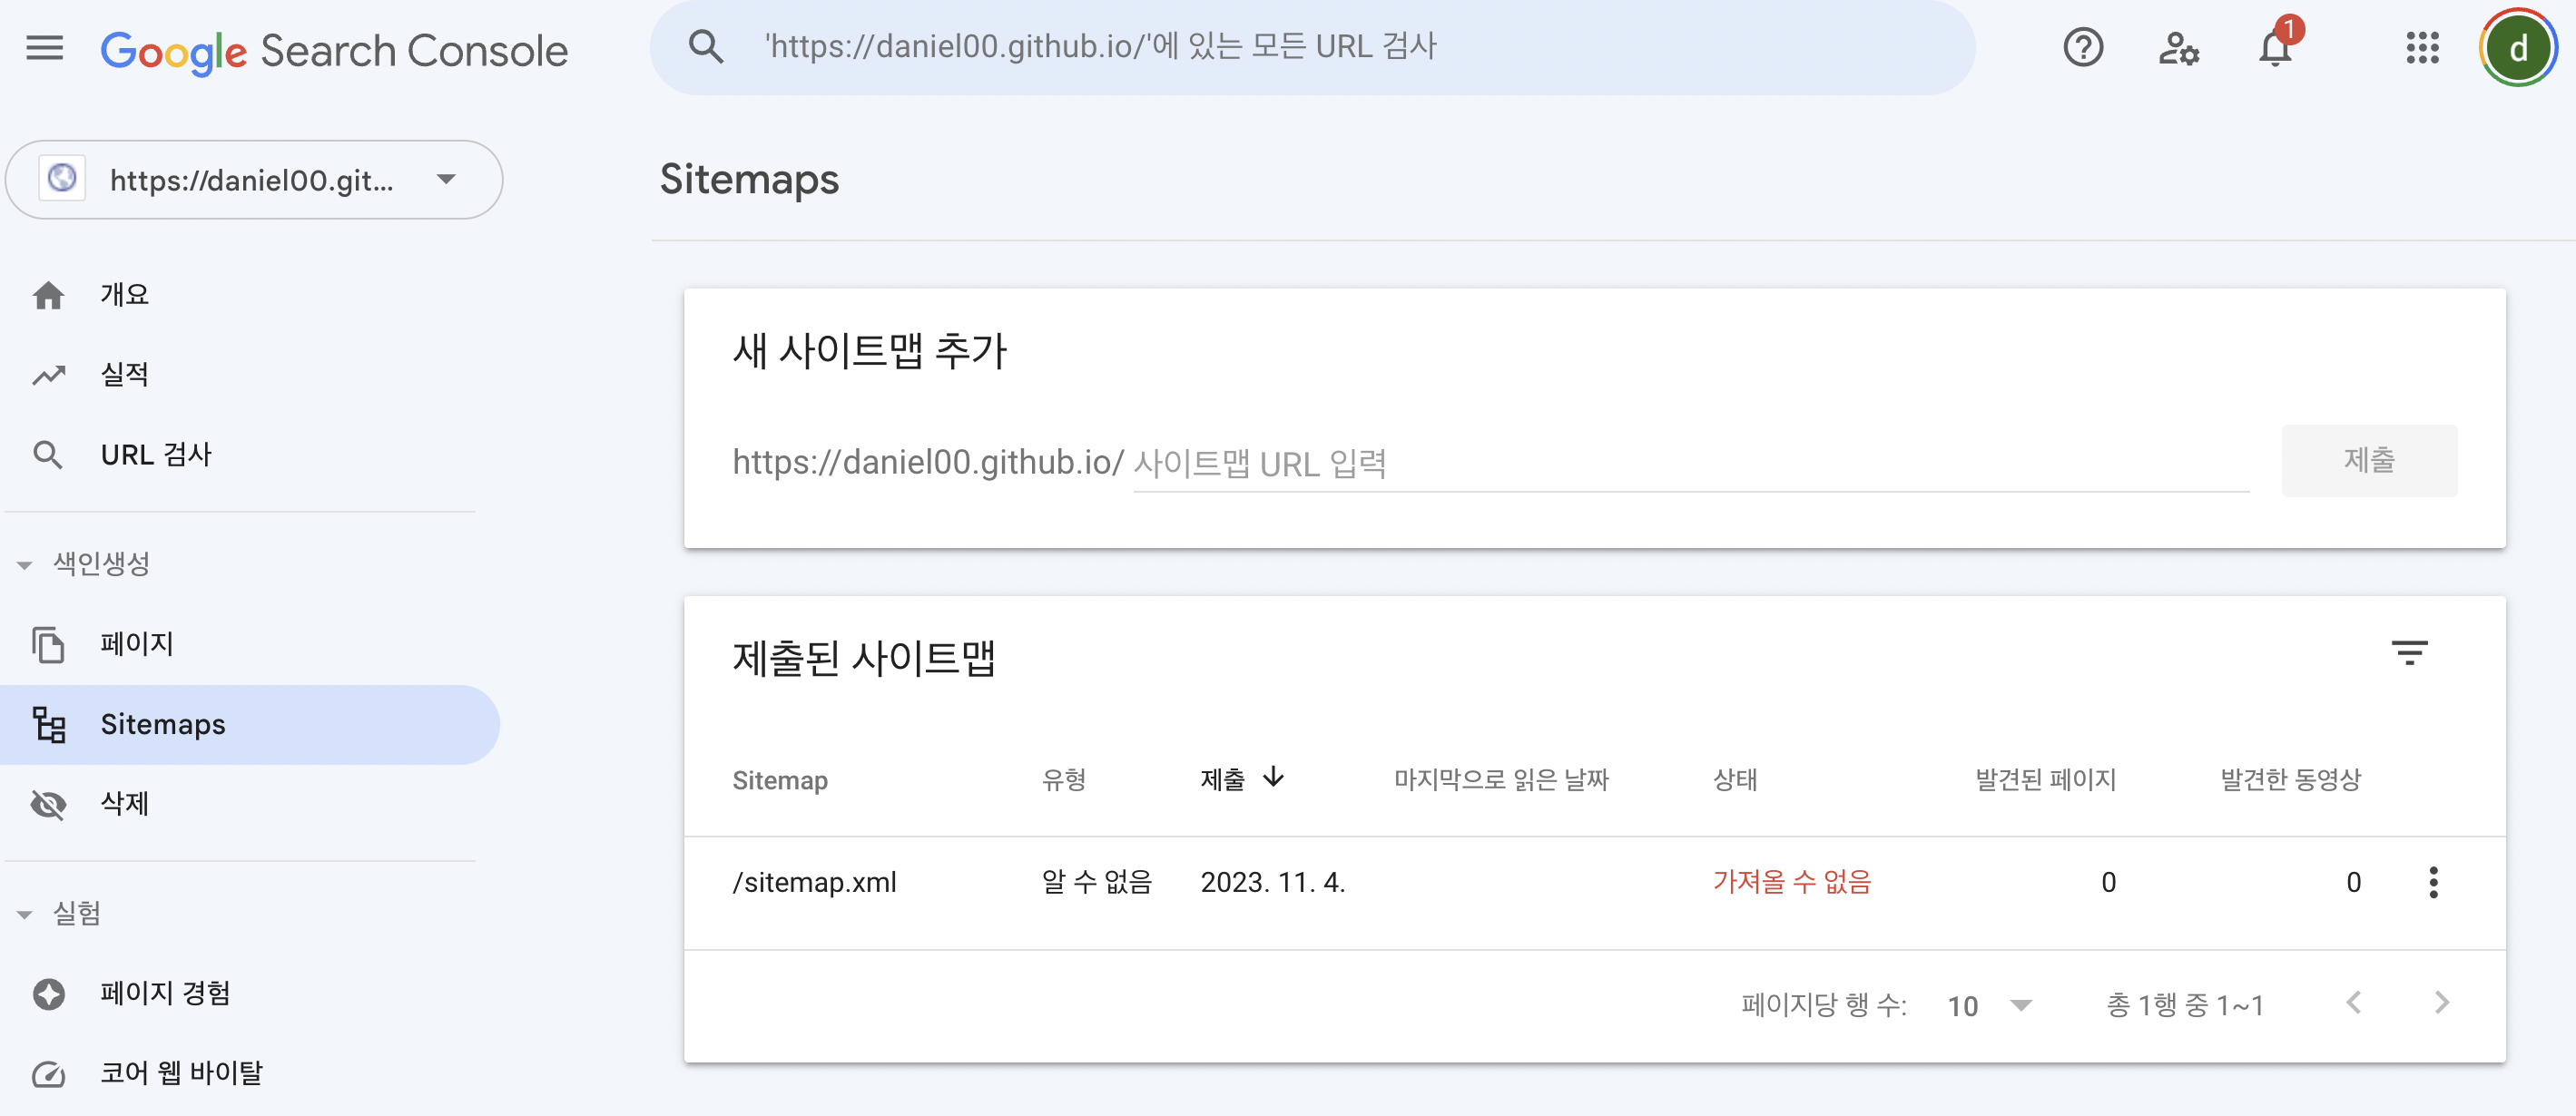 Google Search Console
'https://daniel00.github.io/'에 있는 모든 URL 검사
1
d
https://daniel00.git...
개요
실적
URL 검사
색인생성
페이지
Sitemaps
삭제
실험
페이지 경험
코어 웹 바이탈
Sitemaps
새 사이트맵 추가
https://daniel00.github.io/ 사이트맵 URL 입력
제출
제출된 사이트맵
Sitemap 유형 제출 마지막으로 읽은 날짜 상태 발견된 페이지 발견한 동영상
/sitemap.xml 알 수 없음 2023. 11. 4. 가져올 수 없음 0 0
페이지당 행 수: 10 총 1행 중 1~1